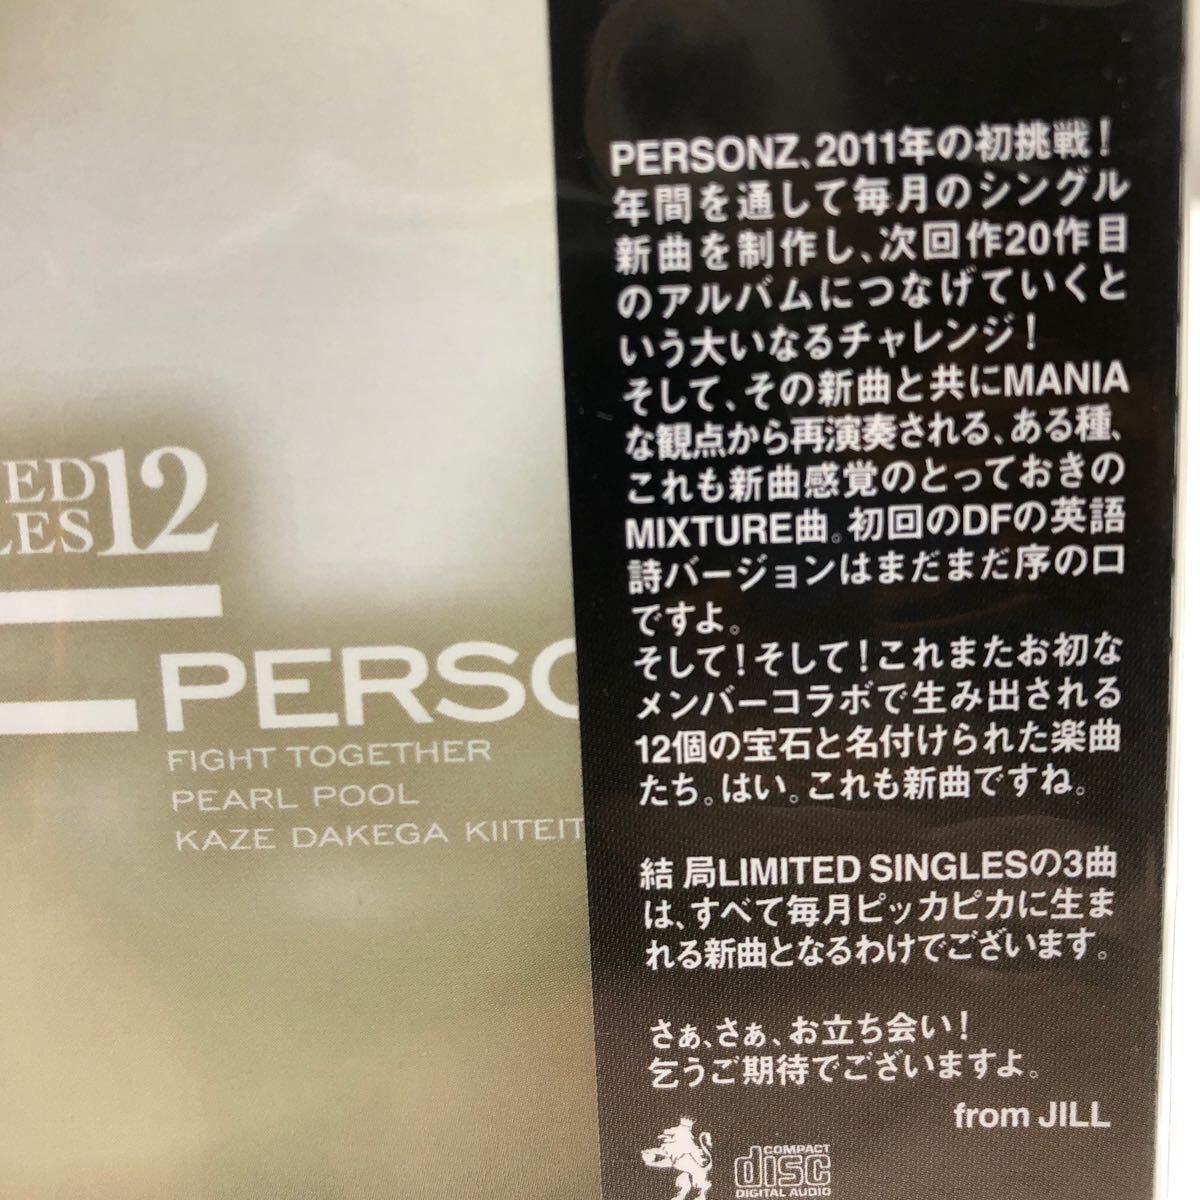 ED
LES12
PERSO
FIGHT TOGETHER
PEARL POOL
KAZE DAKEGA KIITEIT
PERSONZ、2011年の初挑戦！
年間を通して毎月のシングル
新曲を制作し、次回作20作目
のアルバムにつなげていくと
いう大いなるチャレンジ！
そして、その新曲と共にMANIA
な観点から再演奏される、ある種、
これも新曲感覚のとっておきの
MIXTURE曲。初回のDFの英語
詩バージョンはまだまだ序の口
ですよ。
そして！そして！これまたお初な
メンバーコラボで生み出される
12個の宝石と名付けられた楽曲
たち。はい。これも新曲ですね。
結局LIMITED SINGLESの3曲
は、すべて毎月ピッカピカに生ま
れる新曲となるわけでございます。
さぁ、さぁ、お立ち会い！
乞うご期待でございますよ。
from JILL
COMPACT
disc
DIGITAL AUDIO